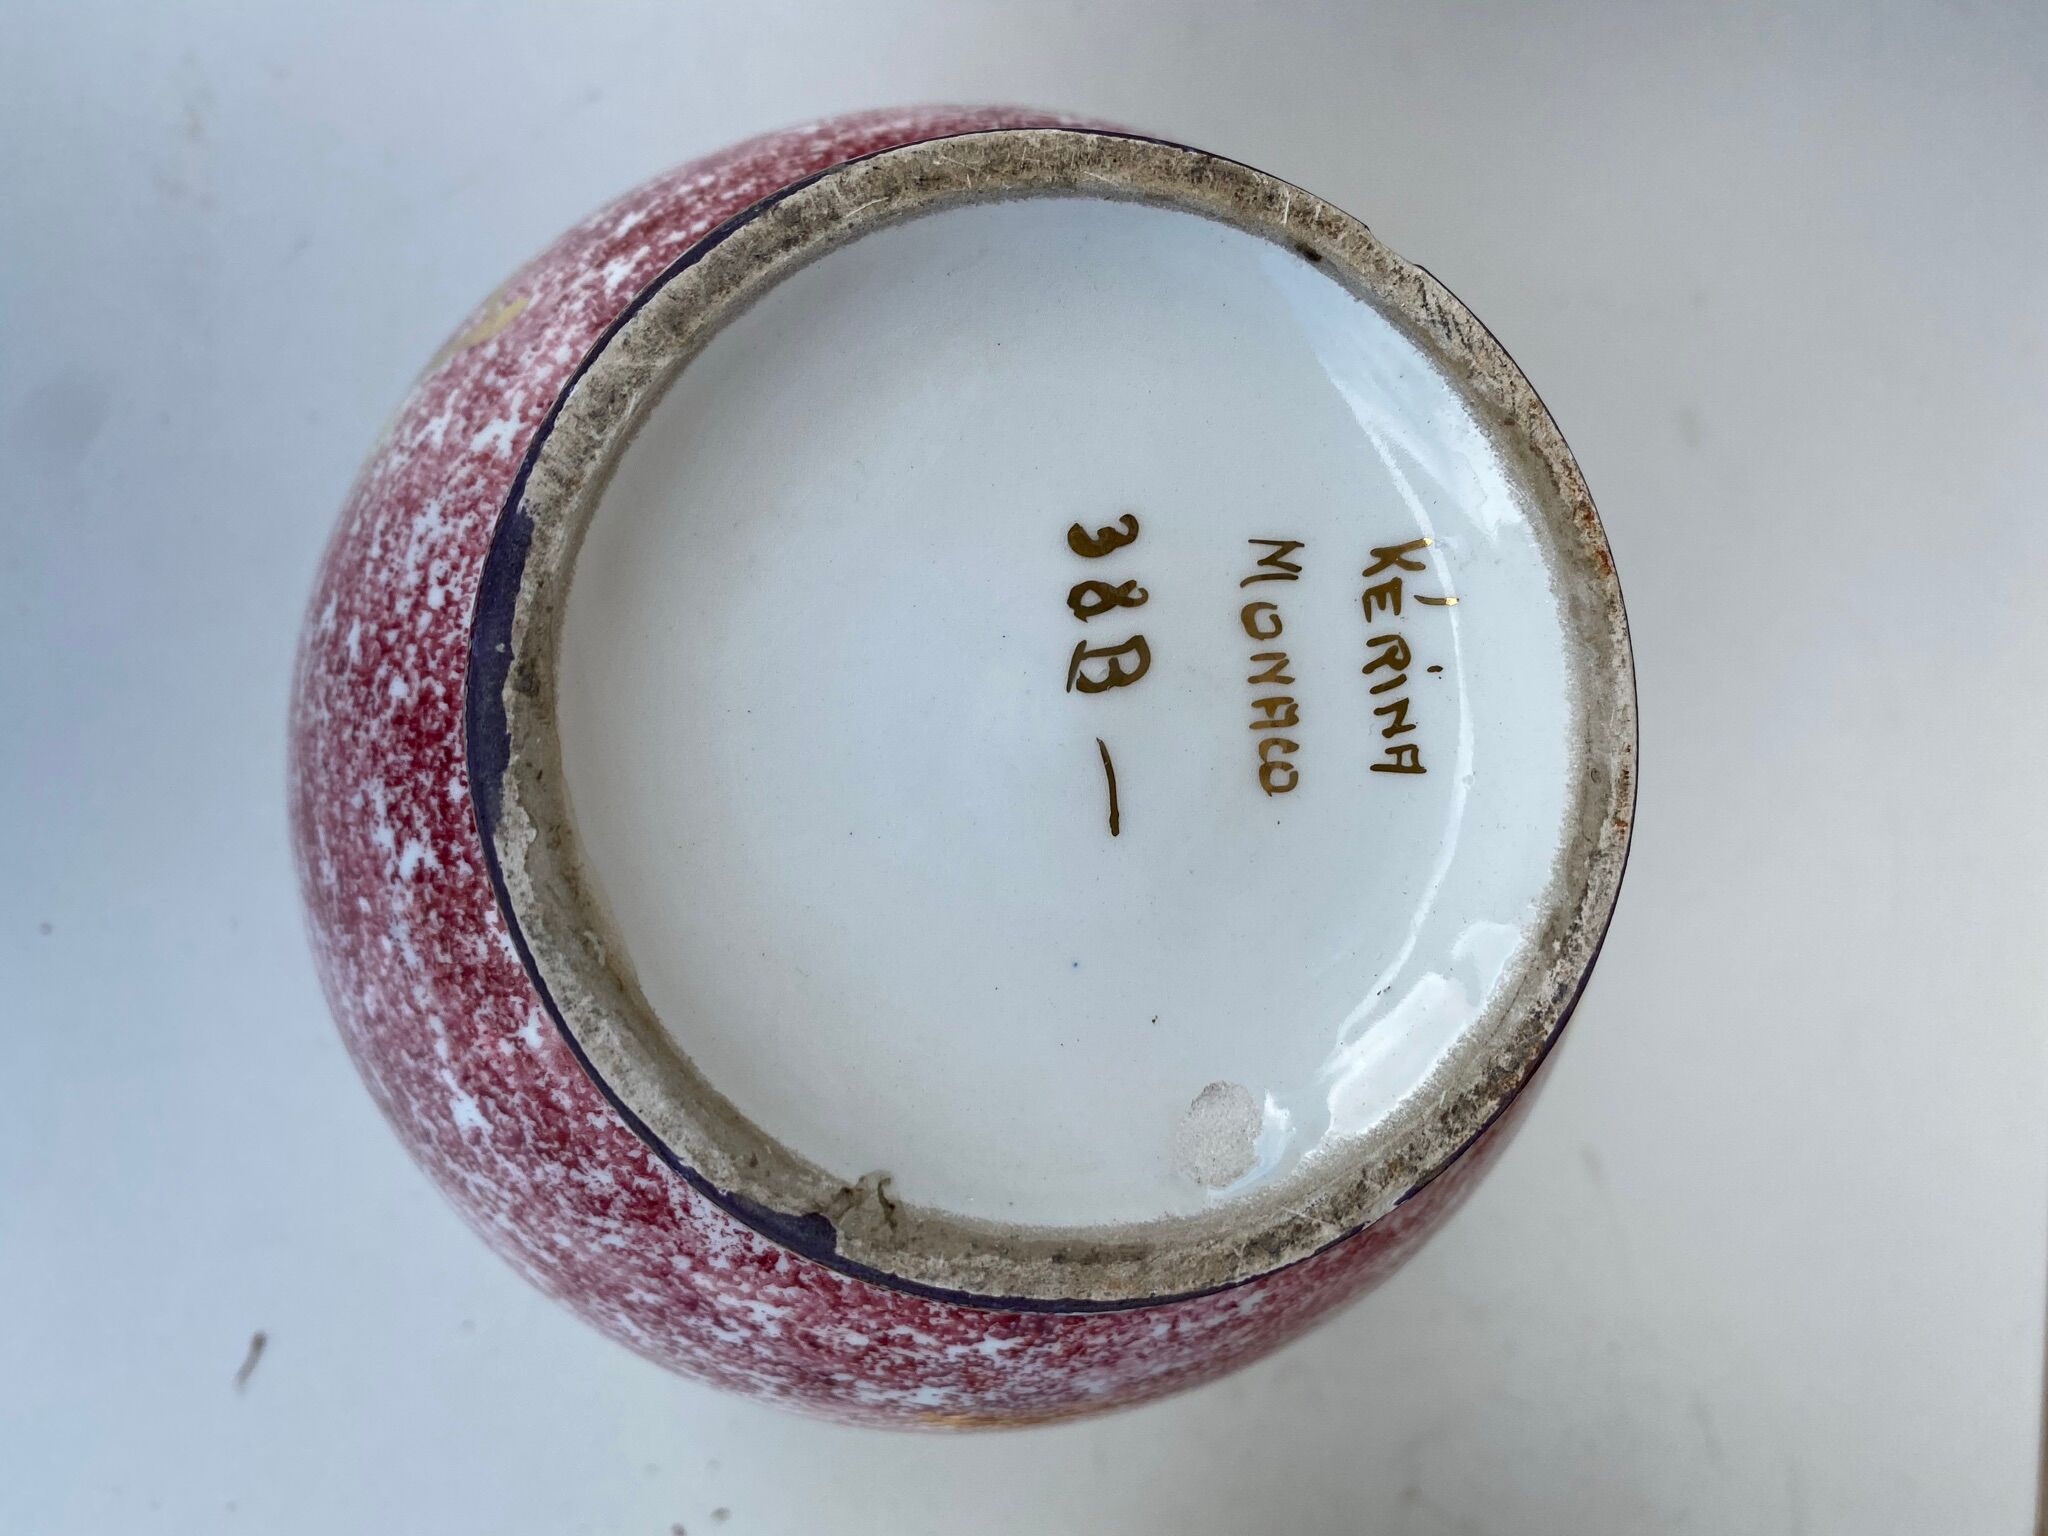 KÉRINA
MONACO
38B —